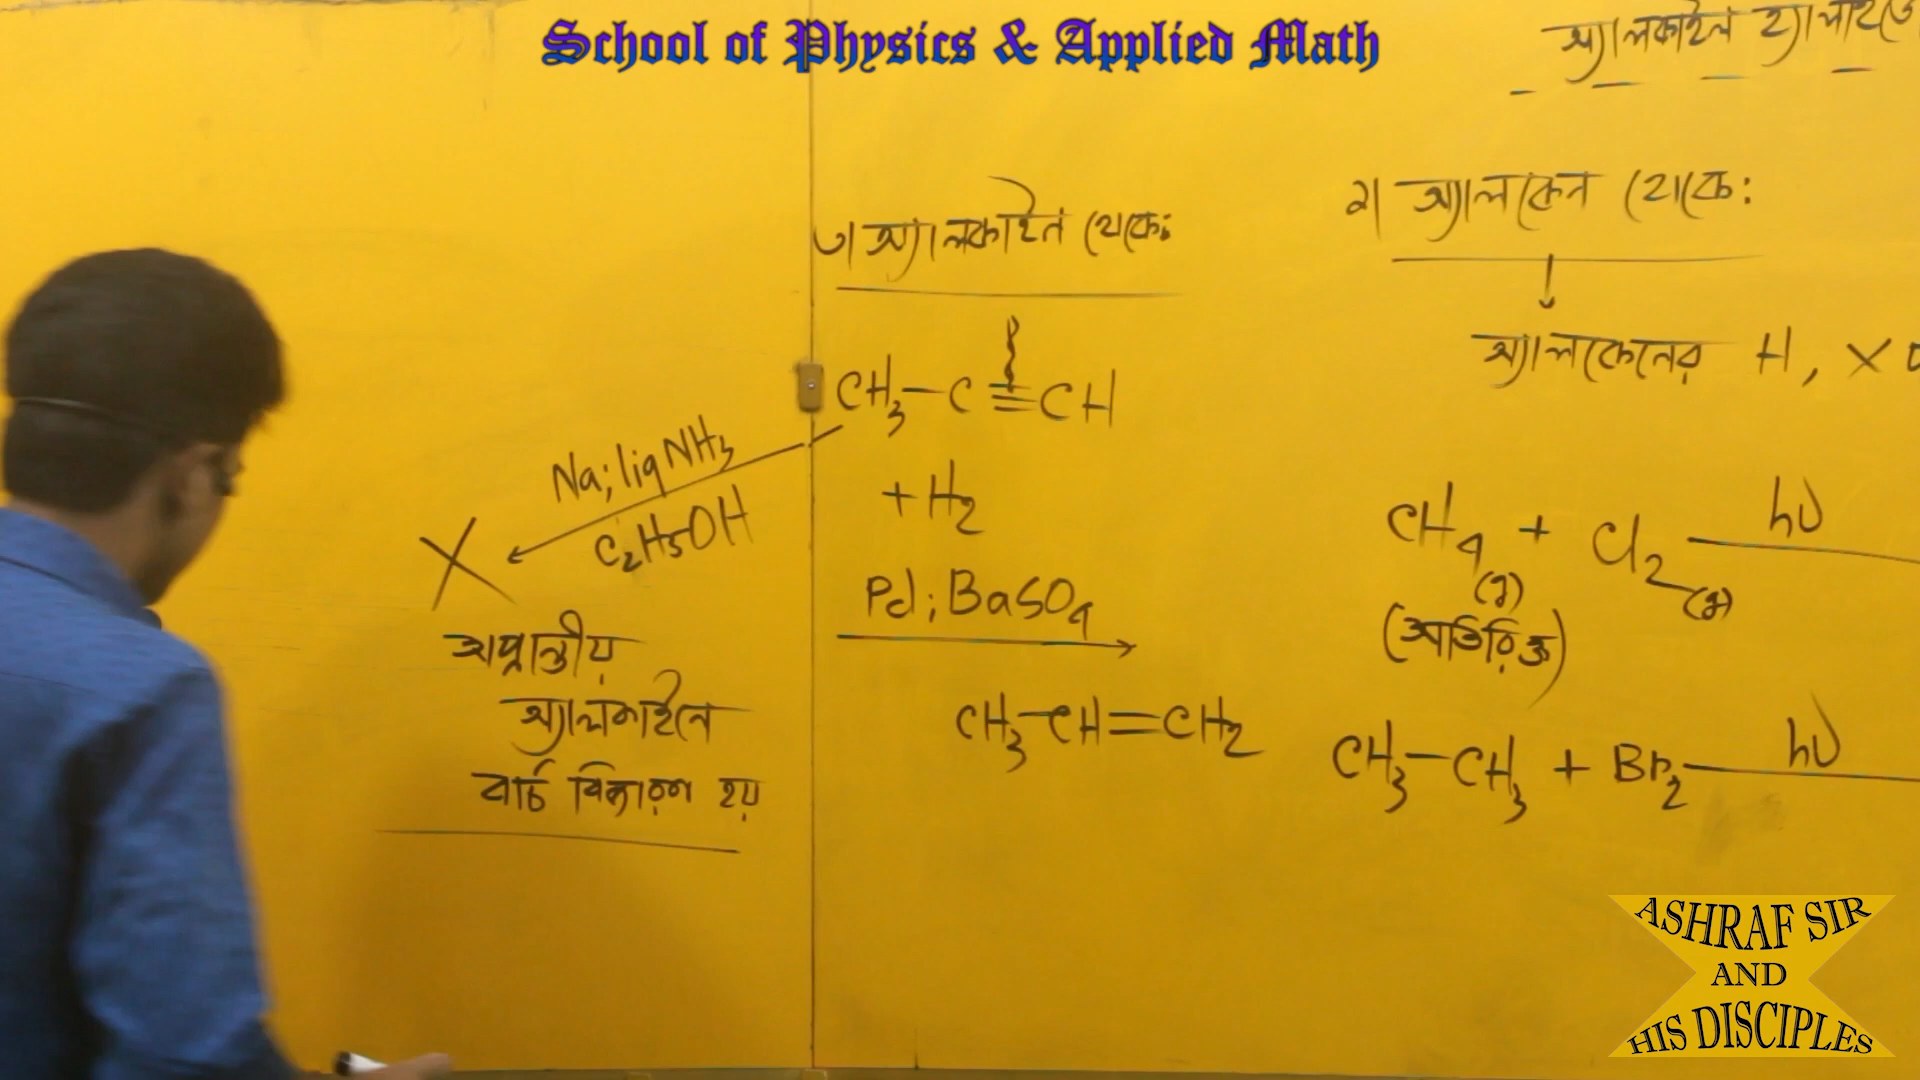 School of Physics & Applied Math
অ্যালকাইল হ্যালাইডে
৩। অ্যালকাইন থেকে:
CH₃-C≡CH
+ H₂
Pd; BaSO₄
CH₃-CH=CH₂
Na; liq NH₃
C₂H₅OH
X
অপ্রান্তীয়
অ্যালকাইনে
বার্চ বিজারণ হয়
২। অ্যালকেন থেকে:
অ্যালকেনের H, X
CH₄(g) + Cl₂(g) hν
(অতিরিক্ত)
CH₃-CH₃ + Br₂ hν
ASHRAF SIR
AND
HIS DISCIPLES